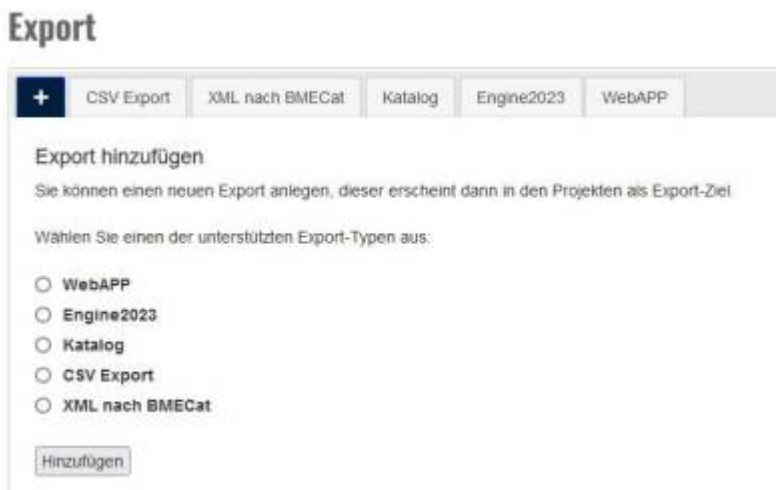 Export
+ CSV Export XML nach BMECat Katalog Engine2023 WebAPP
Export hinzufügen
Sie können einen neuen Export anlegen, dieser erscheint dann in den Projekten als Export-Ziel.
Wählen Sie einen der unterstützten Export-Typen aus:
WebAPP
Engine2023
Katalog
CSV Export
XML nach BMECat
Hinzufügen